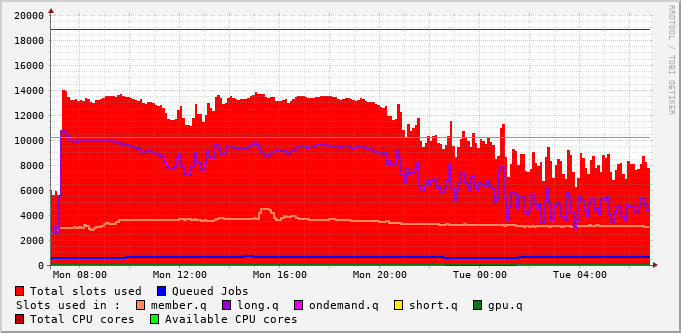 RRDTOOL / TOBI OETIKER
20000
18000
16000
14000
12000
10000
8000
6000
4000
2000
0
Mon 08:00 Mon 12:00 Mon 16:00 Mon 20:00 Tue 00:00 Tue 04:00
Total slots used Queued Jobs
Slots used in : member.q long.q ondemand.q short.q gpu.q
Total CPU cores Available CPU cores